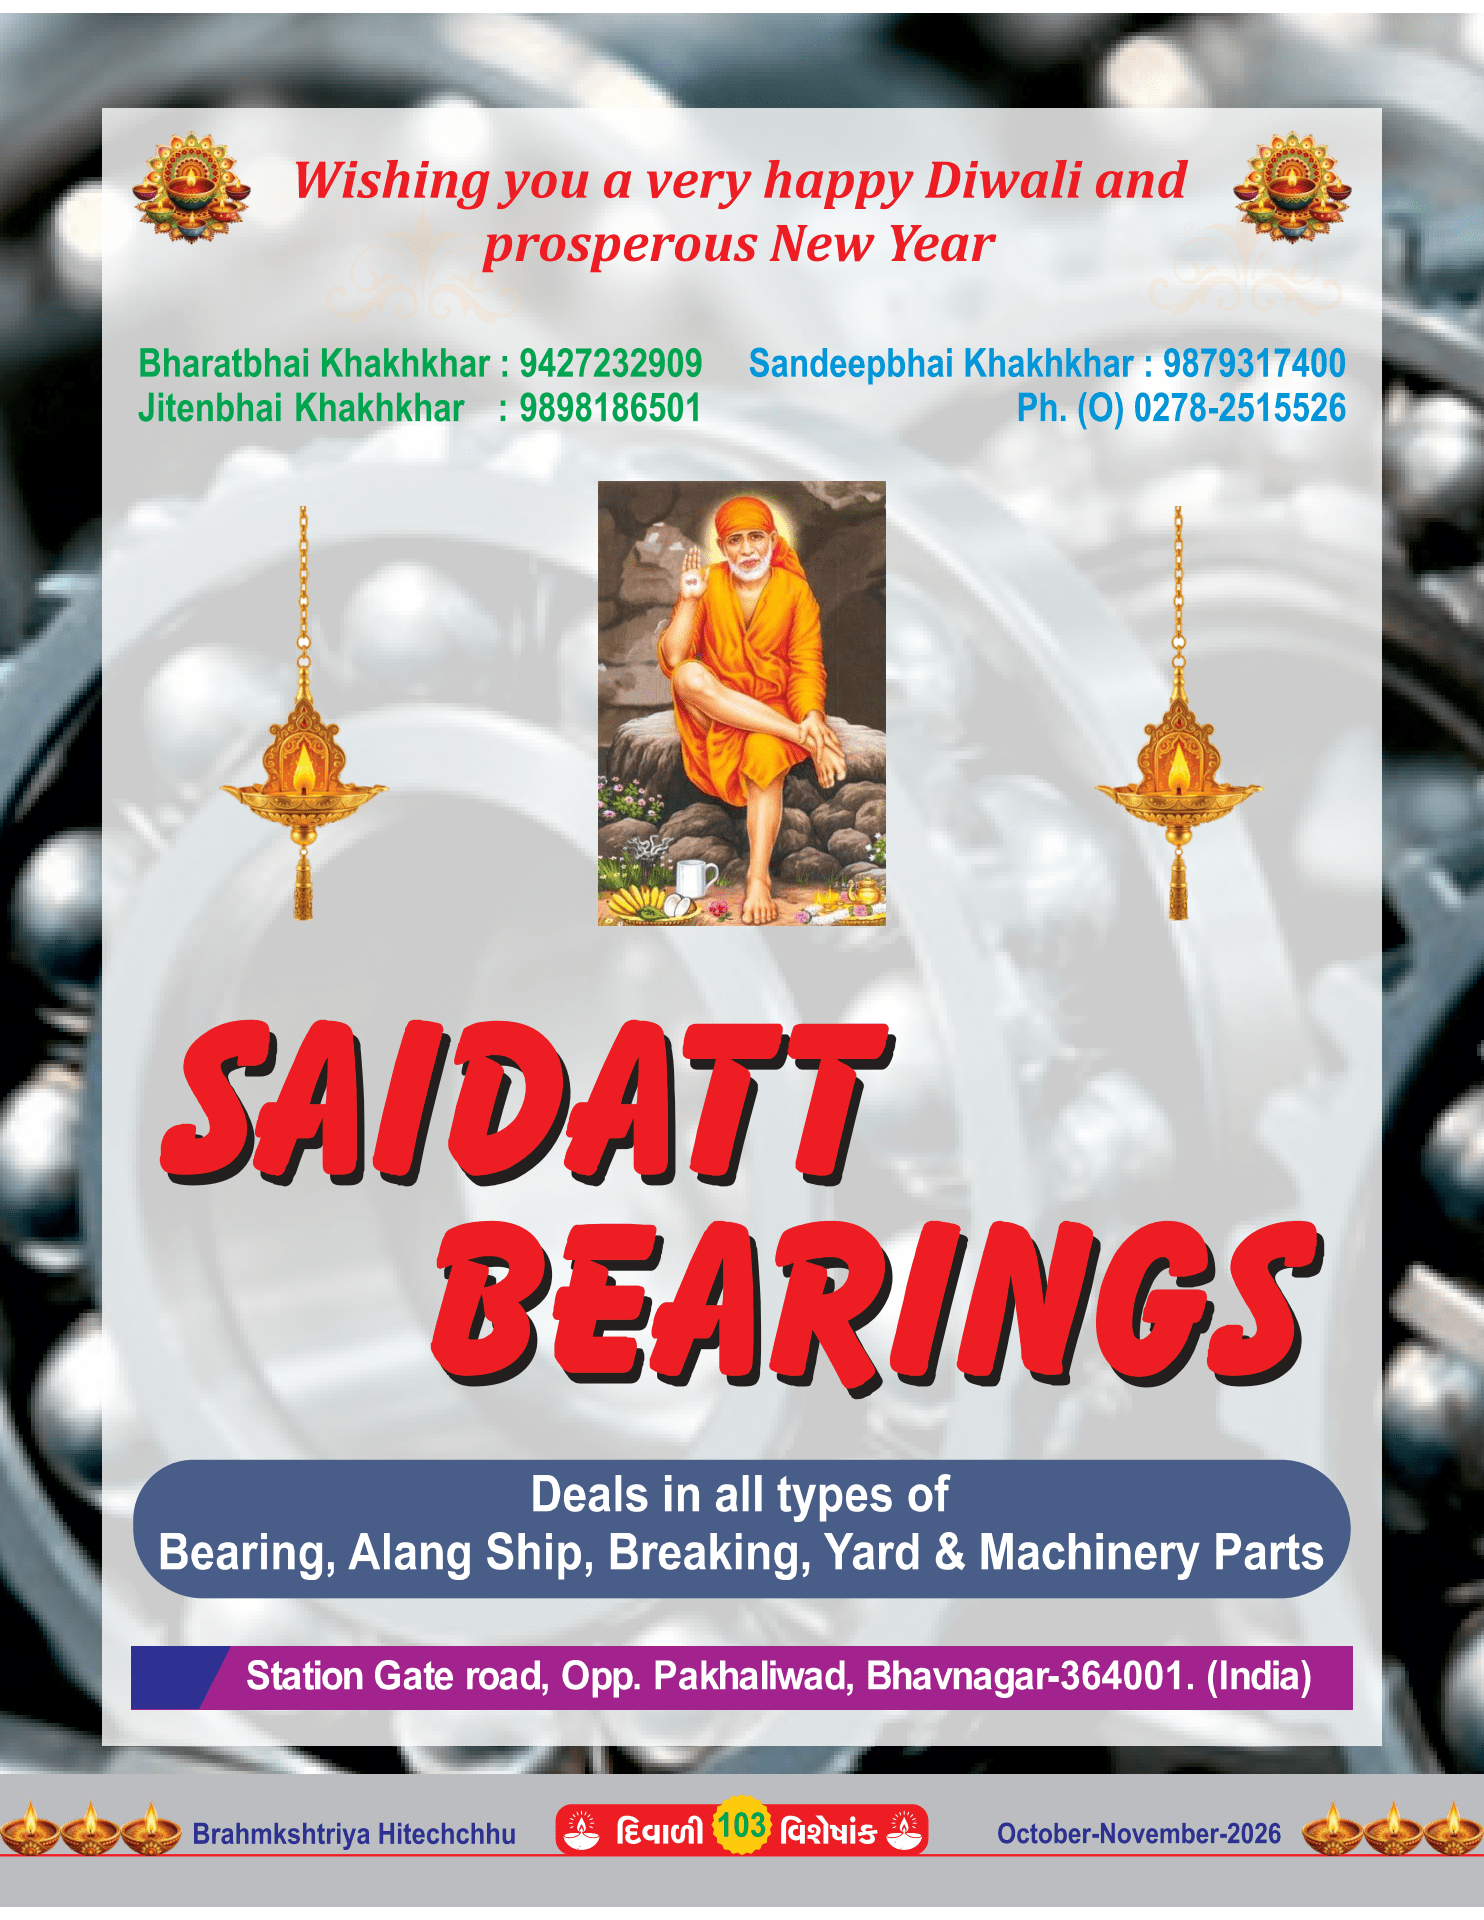 Wishing you a very happy Diwali and
prosperous New Year
Bharatbhai Khakhkhar : 9427232909
Jitenbhai Khakhkhar : 9898186501
Sandeepbhai Khakhkhar : 9879317400
Ph. (O) 0278-2515526
SAIDATT
BEARINGS
Deals in all types of
Bearing, Alang Ship, Breaking, Yard & Machinery Parts
Station Gate road, Opp. Pakhaliwad, Bhavnagar-364001. (India)
Brahmkshtriya Hitechchhu
દિવાળી 103 વિશેષાંક
October-November-2026